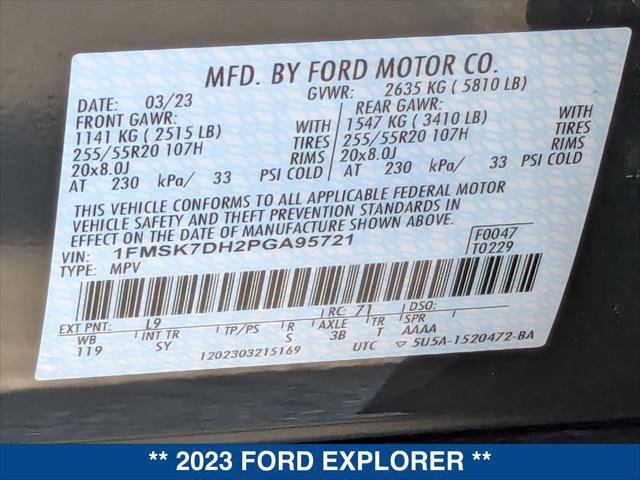 MFD. BY FORD MOTOR CO.
DATE: 03/23 GVWR: 2635 KG ( 5810 LB)
FRONT GAWR: REAR GAWR:
1141 KG ( 2515 LB) WITH 1547 KG ( 3410 LB) WITH
255/55R20 107H TIRES 255/55R20 107H TIRES
20x8.0J RIMS 20x8.0J RIMS
AT 230 kPa/ 33 PSI COLD AT 230 kPa/ 33 PSI COLD
THIS VEHICLE CONFORMS TO ALL APPLICABLE FEDERAL MOTOR
VEHICLE SAFETY AND THEFT PREVENTION STANDARDS IN
EFFECT ON THE DATE OF MANUFACTURE SHOWN ABOVE.
VIN: 1FMSK7DH2PGA95721 F0047
TYPE: MPV T0229
EXT PNT: L9 RC: 71 DSO:
WB INT TR TP/PS R AXLE TR SPR
119 SY S 3B T AAAA
1202303215169 UTC ▽ 5U5A-1520472-BA
** 2023 FORD EXPLORER **